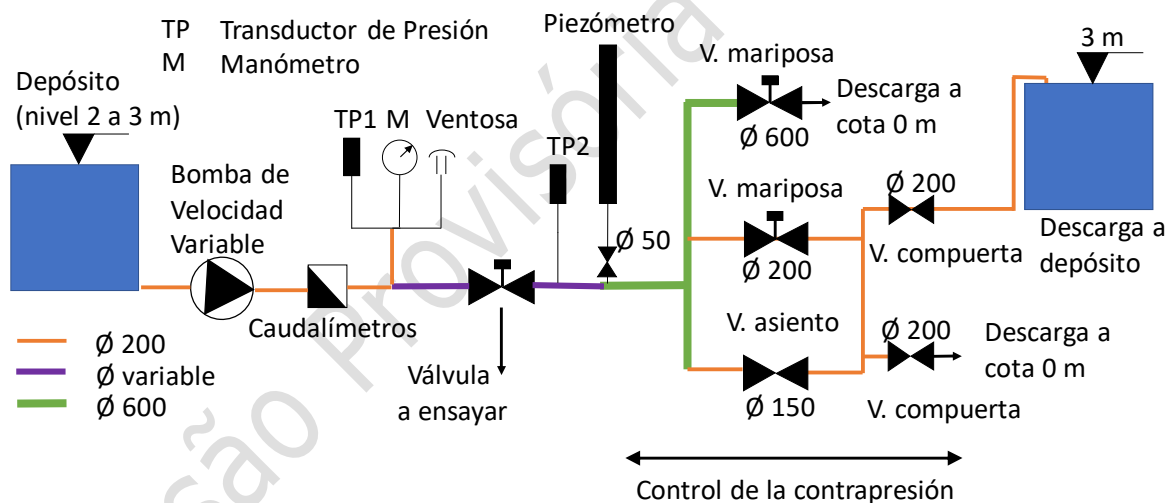 TP Transductor de Presión
M Manómetro
Depósito
(nivel 2 a 3 m)
Bomba de
Velocidad
Variable
TP1 M Ventosa
TP2
Piezómetro
Ø 50
V. mariposa
Ø 600
Descarga a
cota 0 m
3 m
V. mariposa
Ø 200
Ø 200
V. compuerta
Descarga a
depósito
Caudalímetros
Válvula
a ensayar
V. asiento
Ø 150
Ø 200
Descarga a
cota 0 m
V. compuerta
Ø 200
Ø variable
Ø 600
Control de la contrapresión
são Provisória